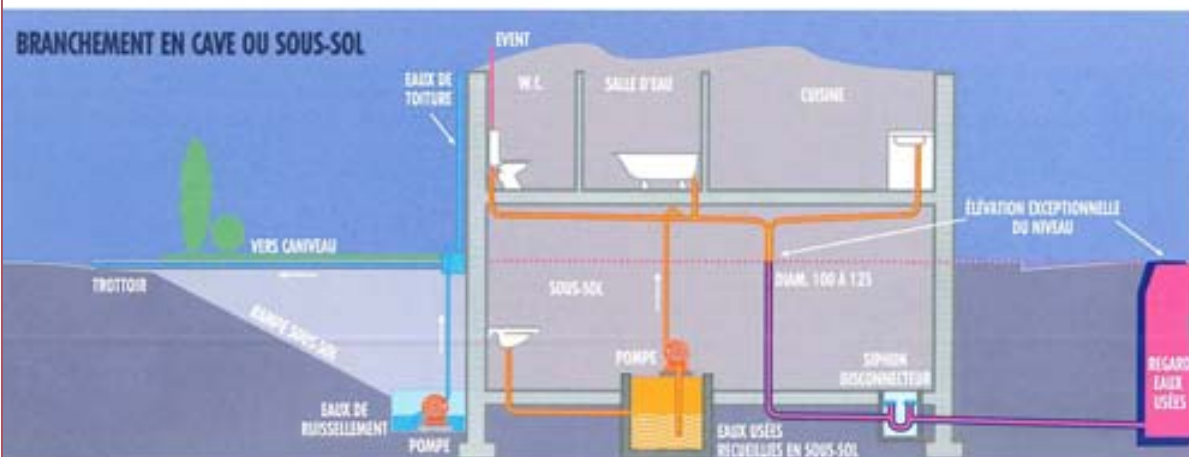 BRANCHEMENT EN CAVE OU SOUS-SOL
EVENT
EAUX DE
TOITURE
W.C.
SALLE D'EAU
CUISINE
ÉLÉVATION EXCEPTIONNELLE
DU NIVEAU
VERS CANIVEAU
TROTTOIR
RAMPE SOUS-SOL
SOUS-SOL
DIAM. 100 À 125
POMPE
SIPHON
DISCONNECTEUR
REGARD
EAUX
USÉES
EAUX DE
RUISSELLEMENT
POMPE
EAUX USÉES
RECUEILLIES EN SOUS-SOL